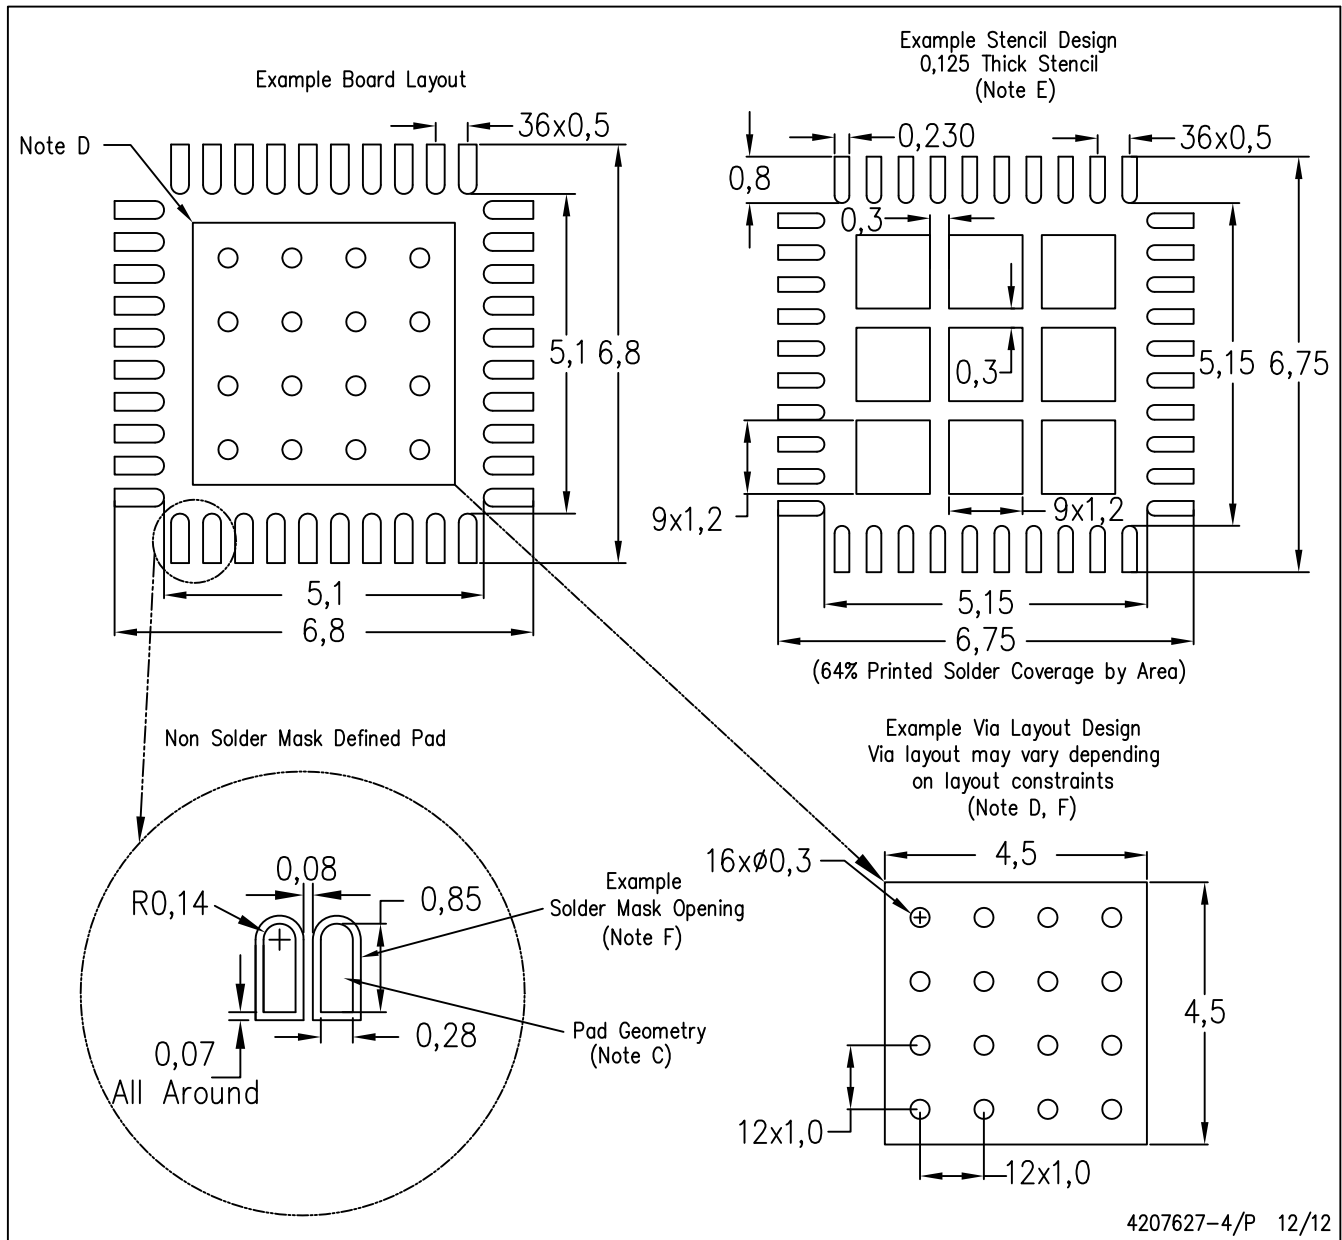 Example Board Layout
Note D
36x0,5
5,1
6,8
5,1
6,8
Example Stencil Design
0,125 Thick Stencil
(Note E)
0,230
36x0,5
0,8
0,3
0,3
5,15
6,75
9x1,2
9x1,2
5,15
6,75
(64% Printed Solder Coverage by Area)
Non Solder Mask Defined Pad
0,08
R0,14
0,85
Example
Solder Mask Opening
(Note F)
0,28
Pad Geometry
(Note C)
0,07
All Around
Example Via Layout Design
Via layout may vary depending
on layout constraints
(Note D, F)
16xø0,3
4,5
4,5
12x1,0
12x1,0
4207627-4/P 12/12